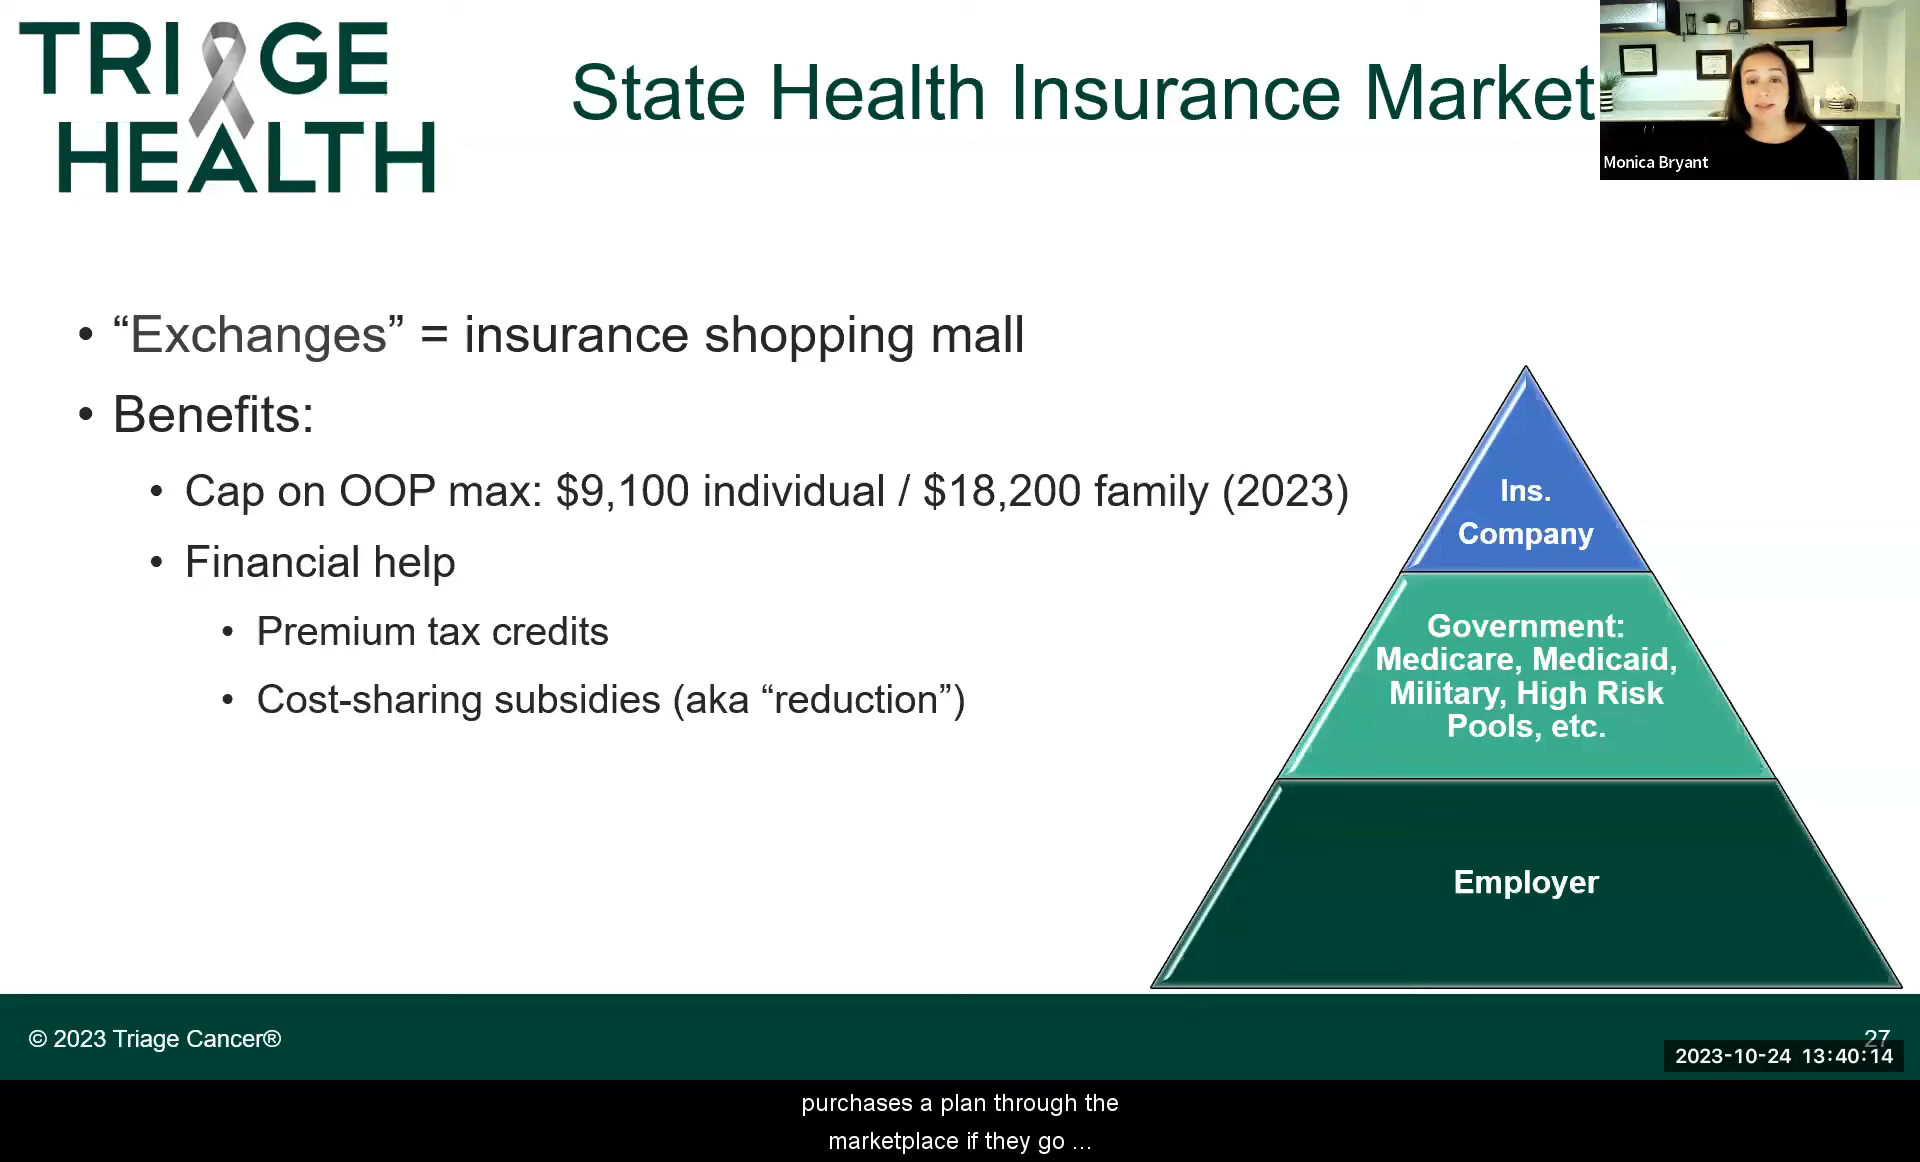 TRIAGE
HEALTH
State Health Insurance Market
Monica Bryant
• “Exchanges” = insurance shopping mall
• Benefits:
• Cap on OOP max: $9,100 individual / $18,200 family (2023)
• Financial help
• Premium tax credits
• Cost-sharing subsidies (aka “reduction”)
Ins.
Company
Government:
Medicare, Medicaid,
Military, High Risk
Pools, etc.
Employer
© 2023 Triage Cancer®
27
2023-10-24 13:40:14
purchases a plan through the
marketplace if they go ...